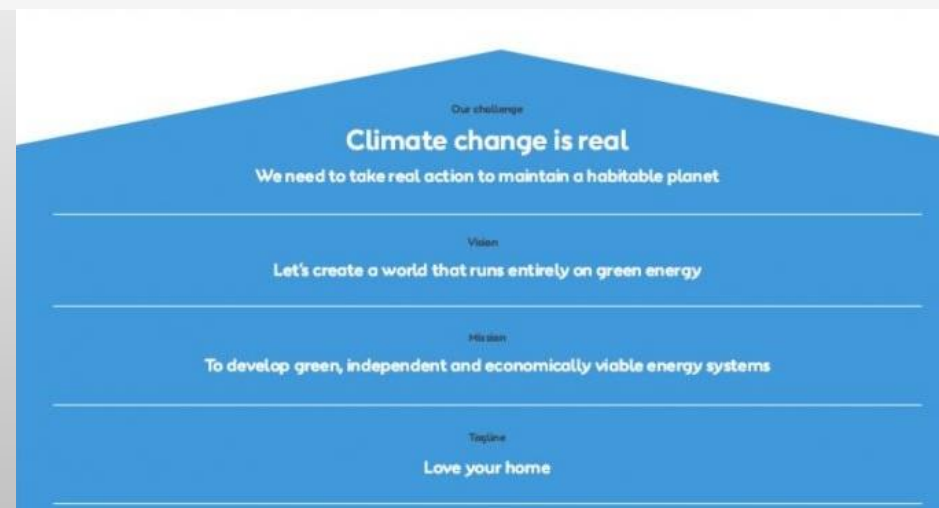 Our challenge
Climate change is real
We need to take real action to maintain a habitable planet
Vision
Let's create a world that runs entirely on green energy
Mission
To develop green, independent and economically viable energy systems
Tagline
Love your home